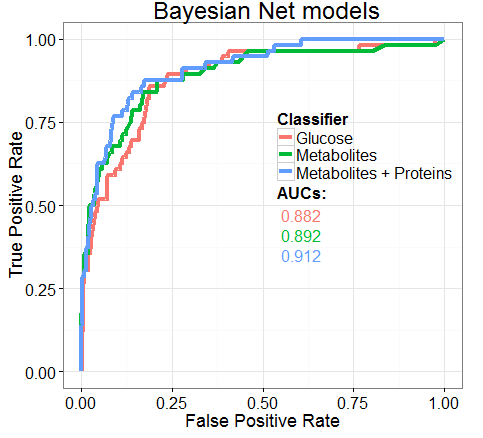 Bayesian Net models
True Positive Rate
1.00
0.75
0.50
0.25
0.00
Classifier
Glucose
Metabolites
Metabolites + Proteins
AUCs:
0.882
0.892
0.912
0.00 0.25 0.50 0.75 1.00
False Positive Rate